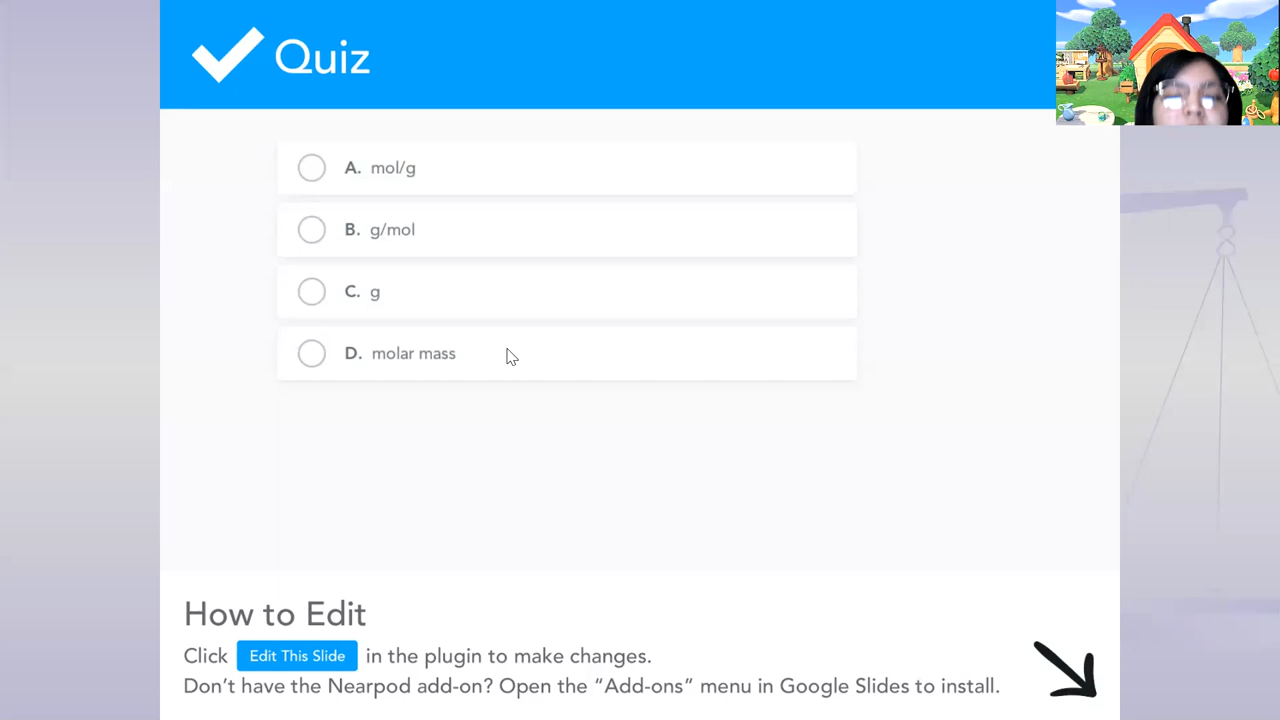 Quiz
A. mol/g
B. g/mol
C. g
D. molar mass
How to Edit
Click Edit This Slide in the plugin to make changes.
Don't have the Nearpod add-on? Open the “Add-ons” menu in Google Slides to install.